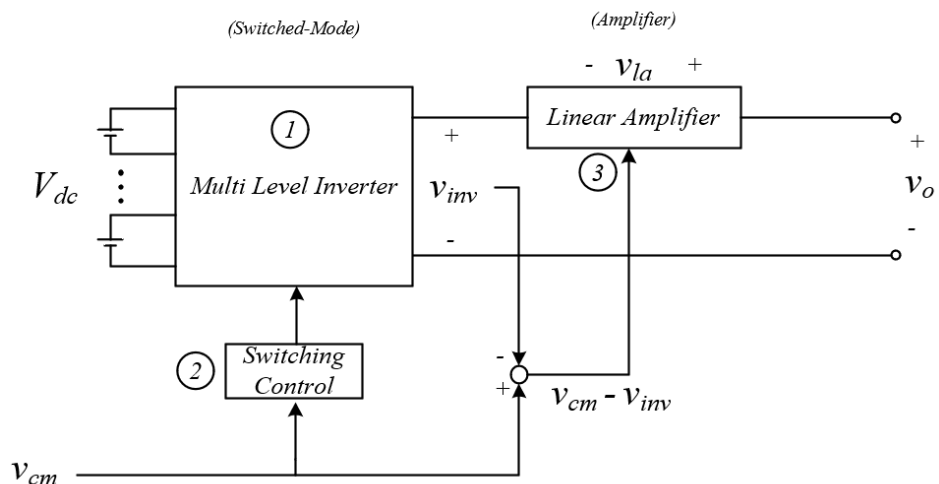 (Switched-Mode)
(Amplifier)
- v_la +
1
Linear Amplifier
Multi Level Inverter
+
3
+
V_dc
v_inv
v_o
-
-
2
Switching
Control
-
+
v_cm - v_inv
v_cm